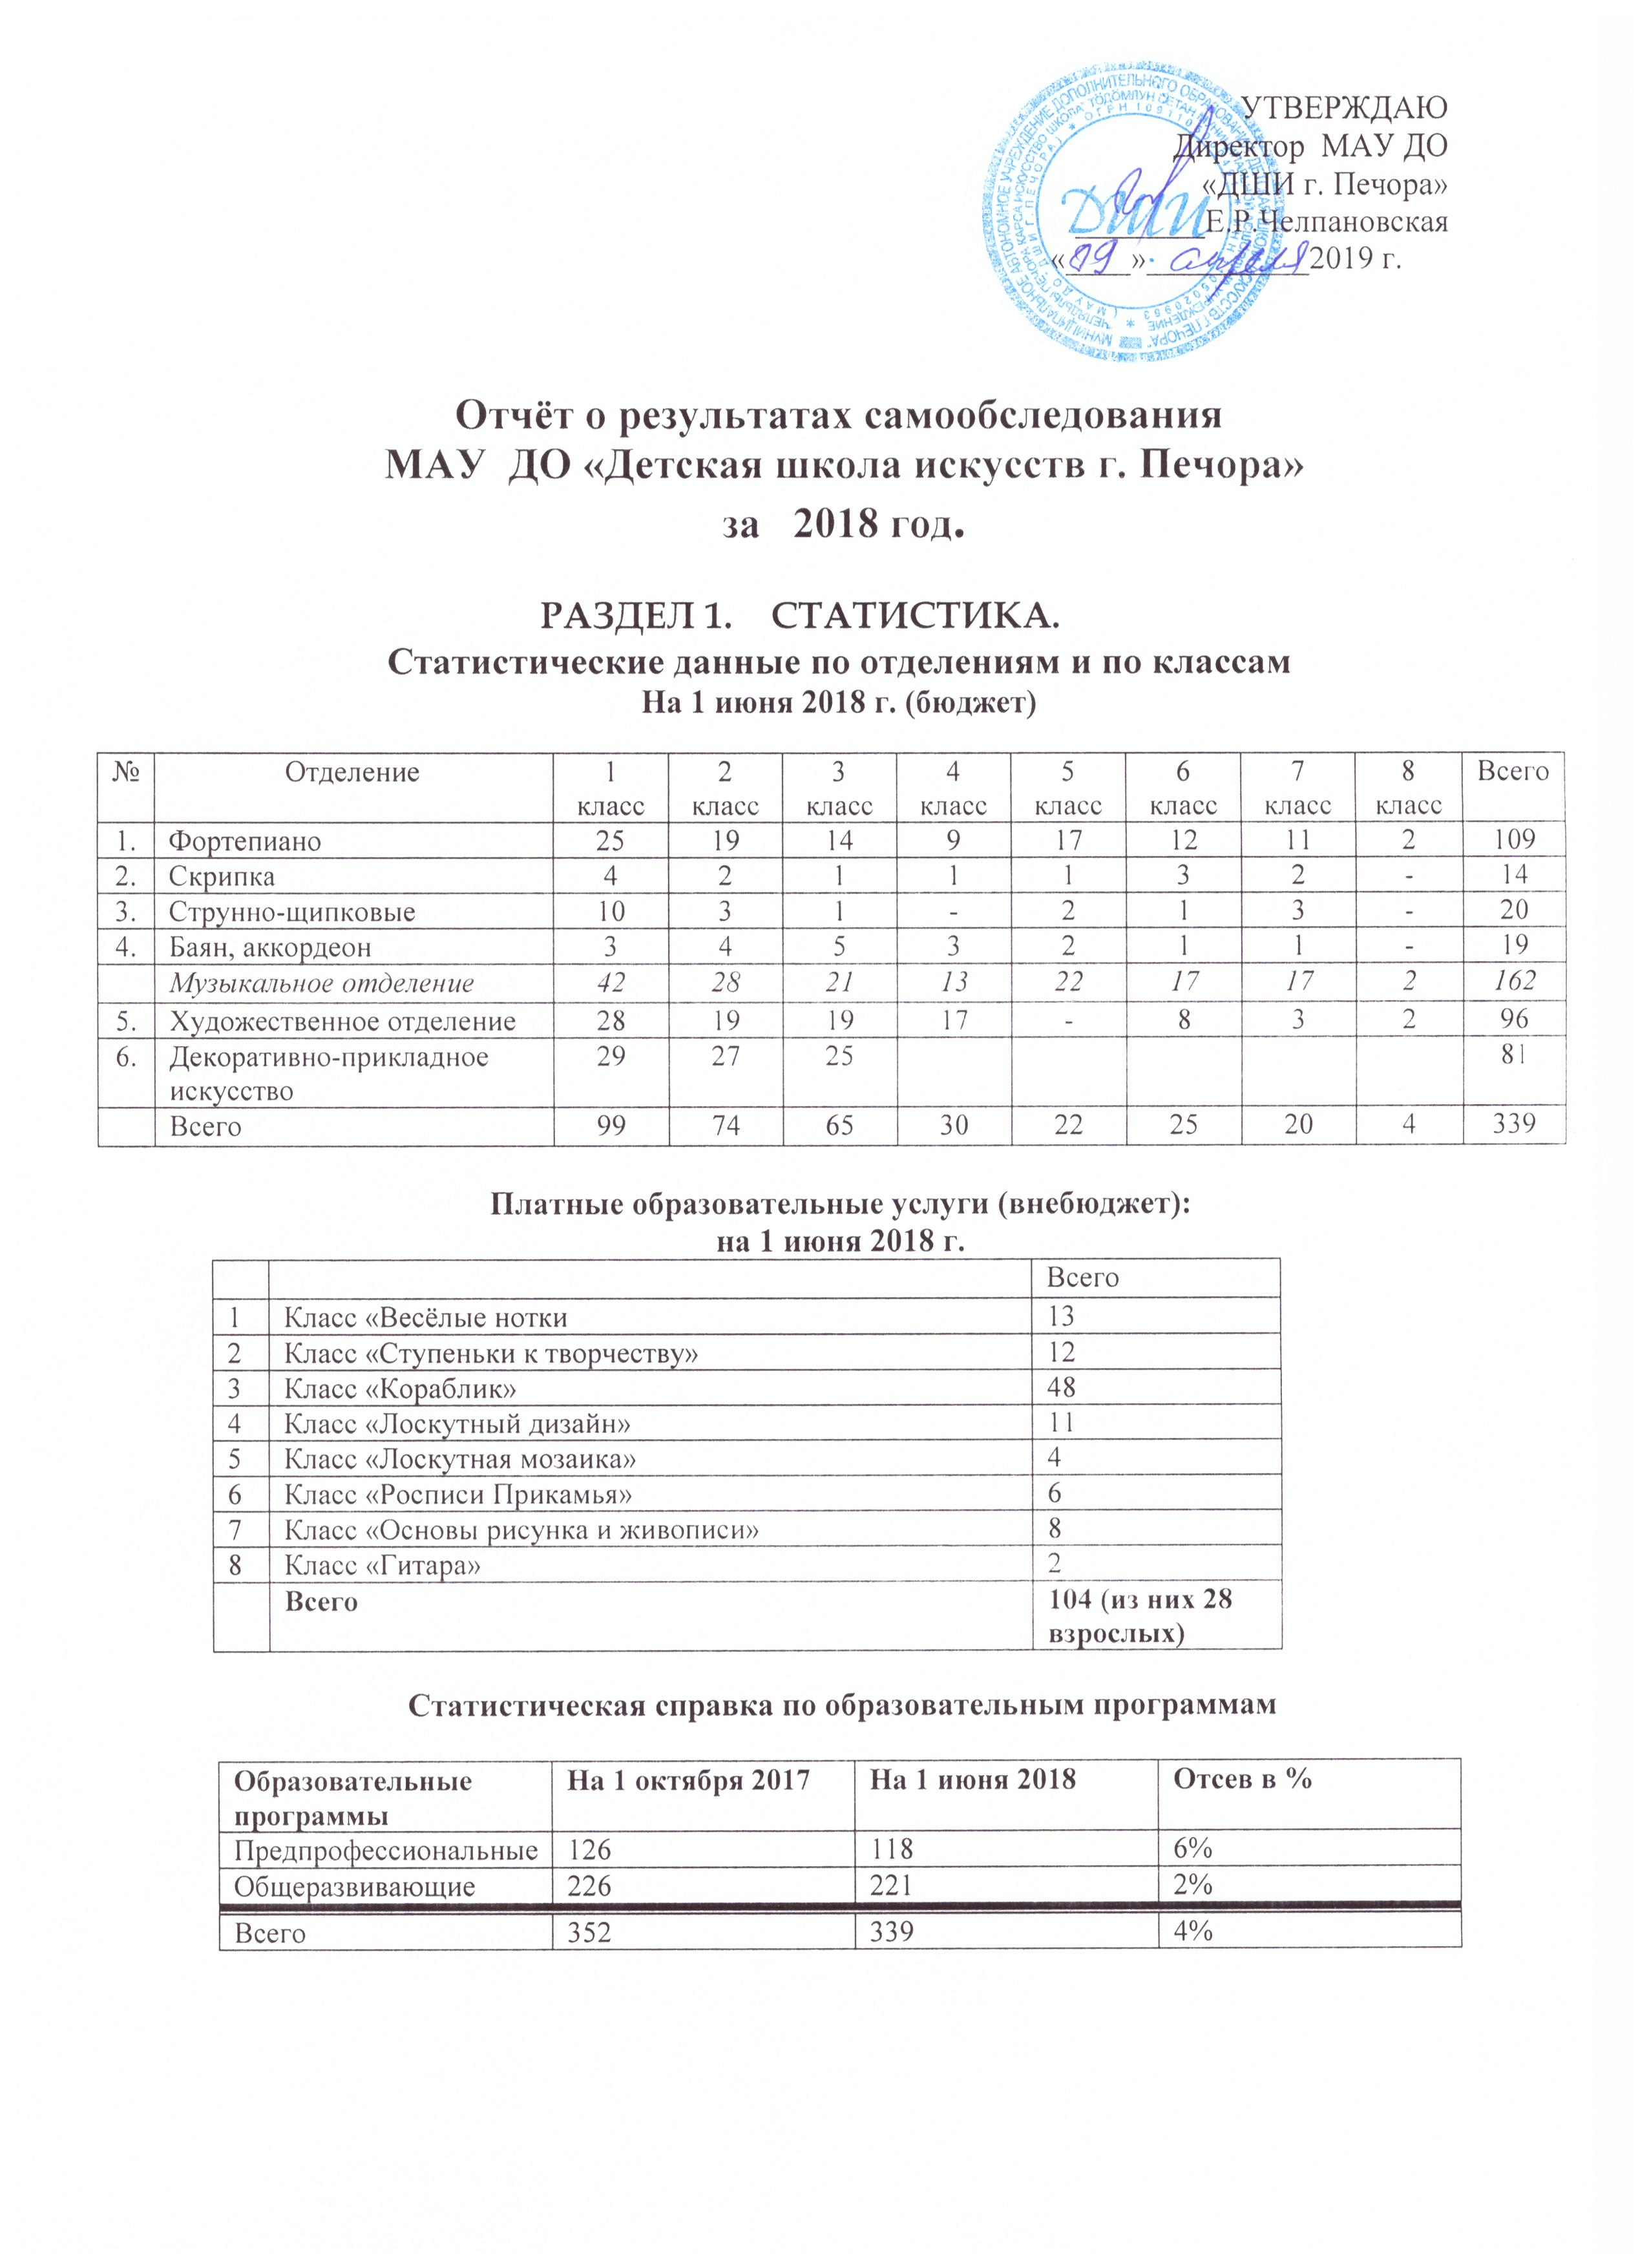 УТВЕРЖДАЮ
Директор МАУ ДО
«ДШИ г. Печора»
Е.Р.Челпановская
« » апреля 2019 г.
ДШИ
Отчёт о результатах самообследования
МАУ ДО «Детская школа искусств г. Печора»
за 2018 год.
РАЗДЕЛ 1. СТАТИСТИКА.
Статистические данные по отделениям и по классам
На 1 июня 2018 г. (бюджет)
№ Отделение 1 2 3 4 5 6 7 8 Всего
класс класс класс класс класс класс класс класс
1. Фортепиано 25 19 14 9 17 12 11 2 109
2. Скрипка 4 2 1 1 1 3 2 - 14
3. Струнно-щипковые 10 3 1 - 2 1 3 - 20
4. Баян, аккордеон 3 4 5 3 2 1 1 - 19
Музыкальное отделение 42 28 21 13 22 17 17 2 162
5. Художественное отделение 28 19 19 17 - 8 3 2 96
6. Декоративно-прикладное 29 27 25 81
искусство
Всего 99 74 65 30 22 25 20 4 339
Платные образовательные услуги (внебюджет):
на 1 июня 2018 г.
Всего
1 Класс «Весёлые нотки 13
2 Класс «Ступеньки к творчеству» 12
3 Класс «Кораблик» 48
4 Класс «Лоскутный дизайн» 11
5 Класс «Лоскутная мозаика» 4
6 Класс «Росписи Прикамья» 6
7 Класс «Основы рисунка и живописи» 8
8 Класс «Гитара» 2
Всего 104 (из них 28
взрослых)
Статистическая справка по образовательным программам
Образовательные На 1 октября 2017 На 1 июня 2018 Отсев в %
программы
Предпрофессиональные 126 118 6%
Общеразвивающие 226 221 2%
Всего 352 339 4%